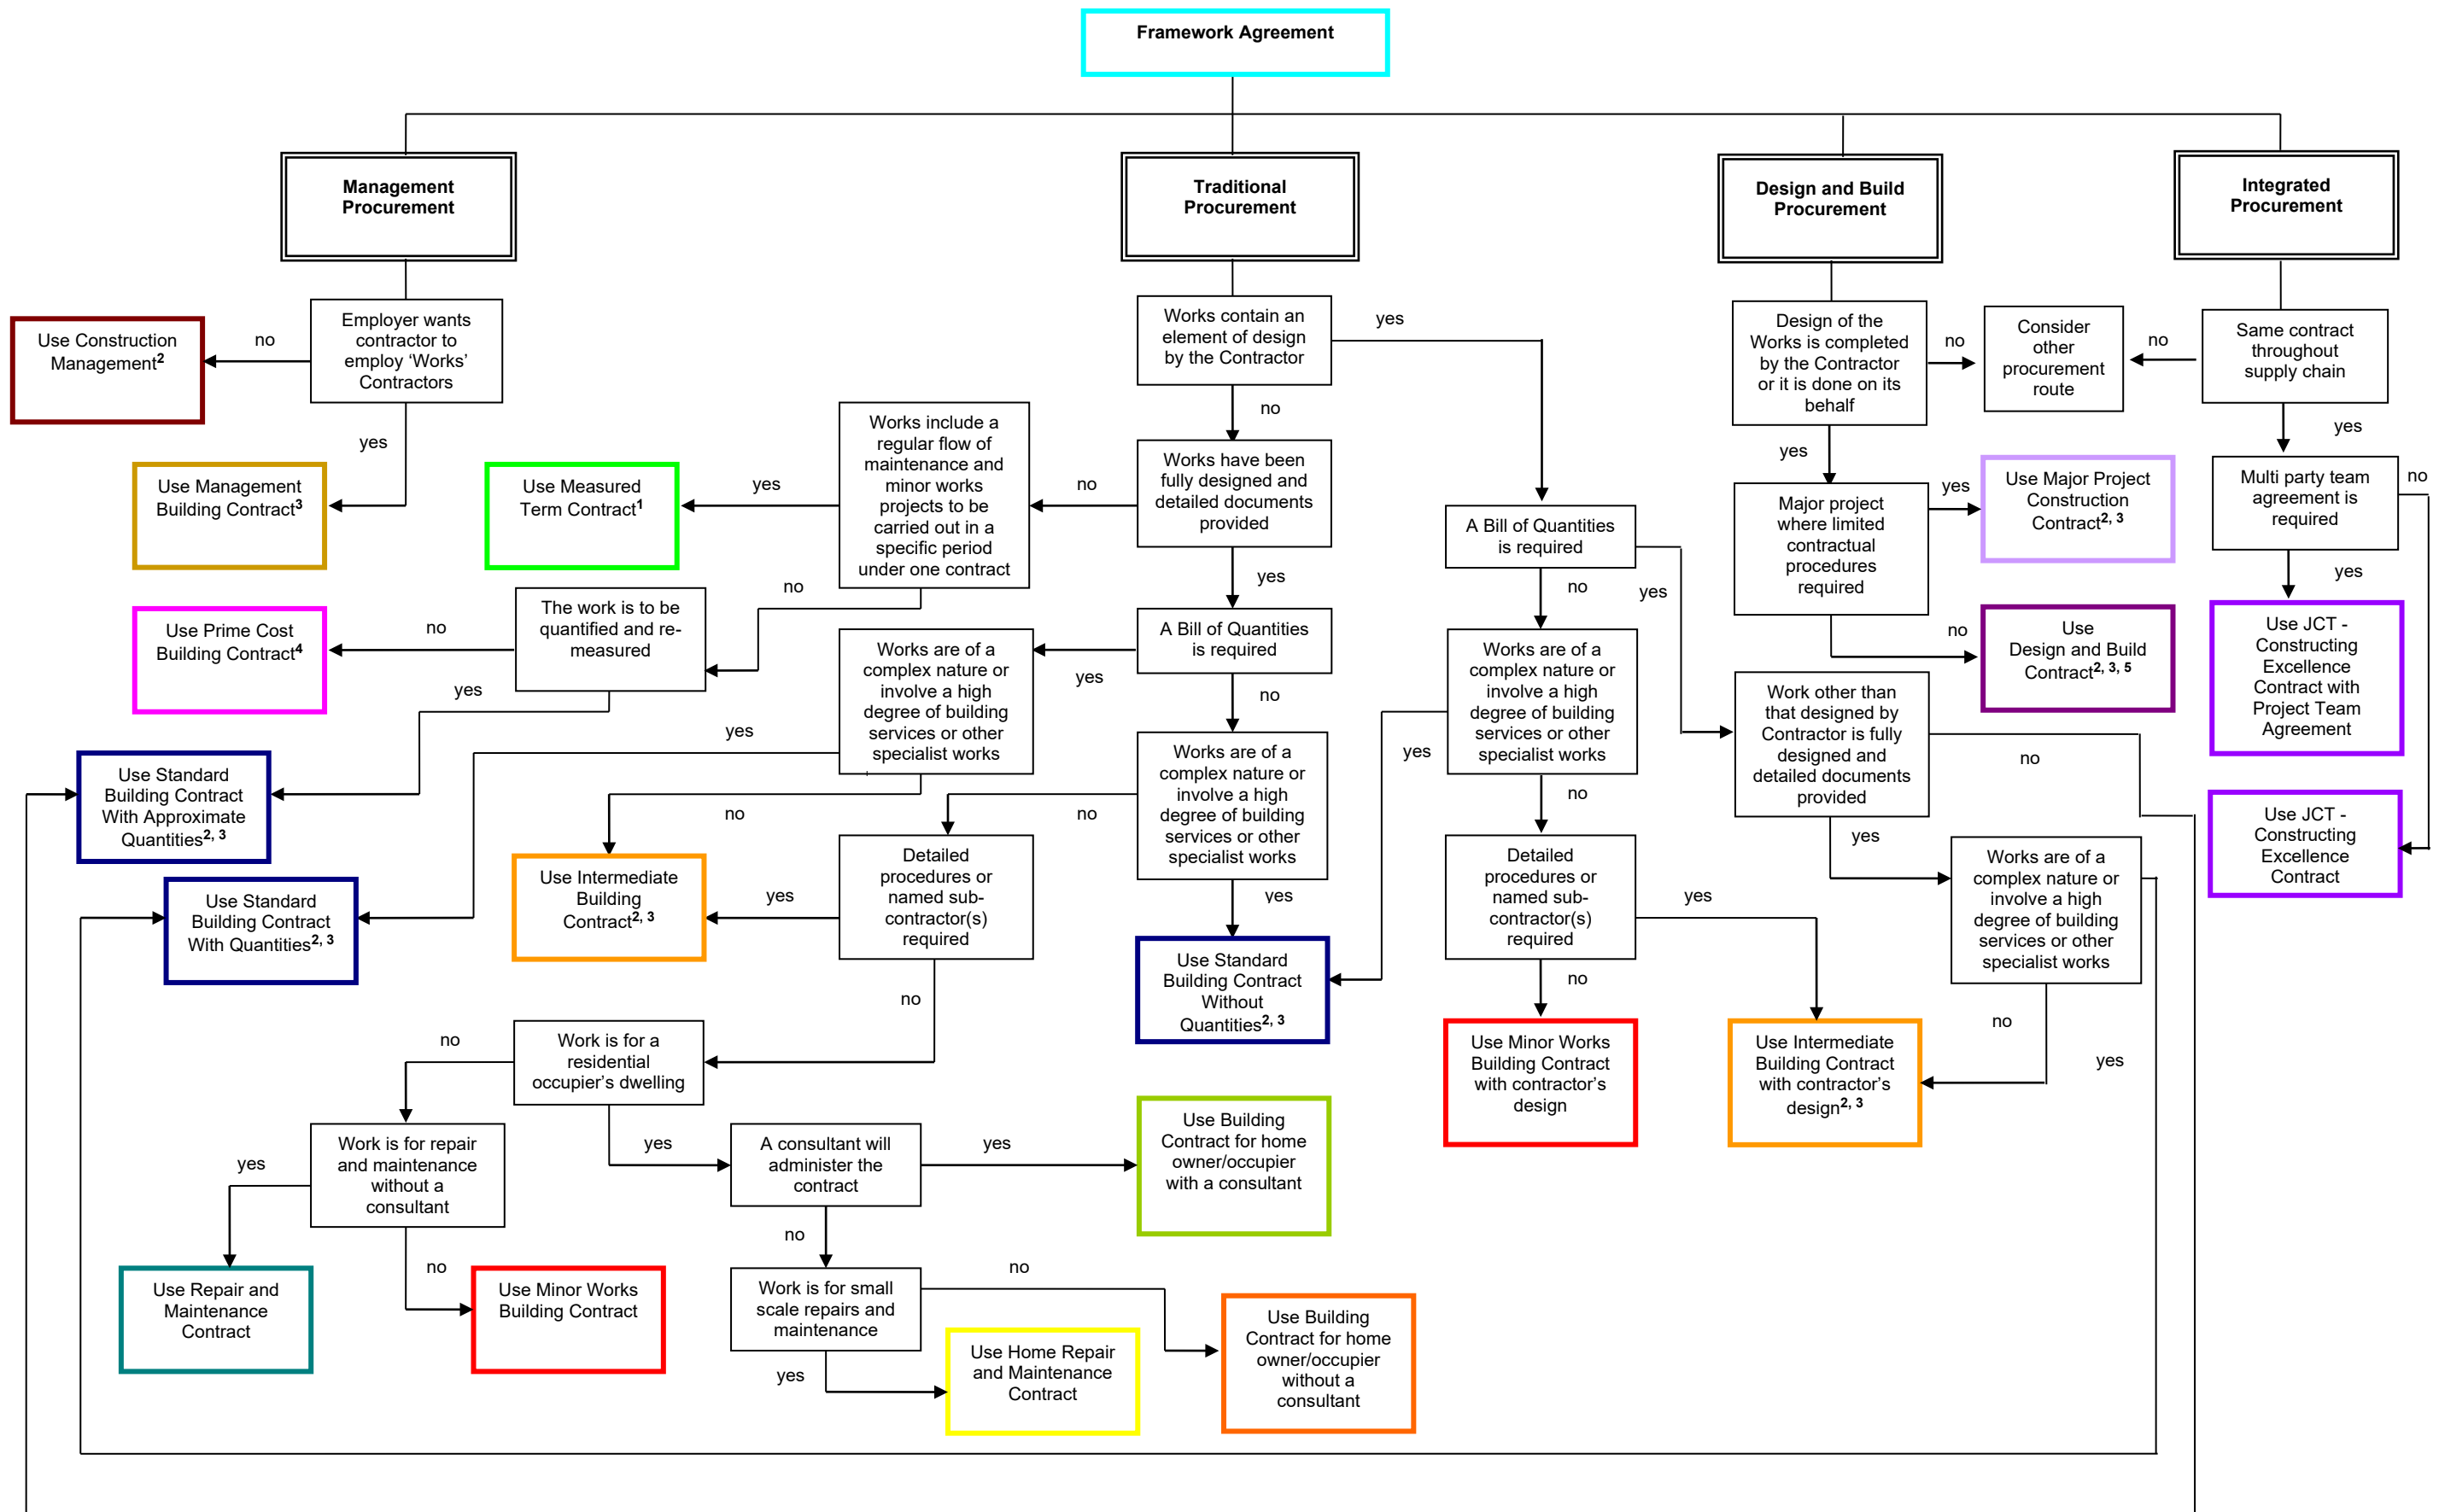 Framework Agreement
Management
Procurement
Traditional
Procurement
Design and Build
Procurement
Integrated
Procurement
Use Construction
Management2
no
Employer wants
contractor to
employ ‘Works’
Contractors
yes
Use Management
Building Contract3
Works contain an
element of design
by the Contractor
yes
no
Works include a
regular flow of
maintenance and
minor works
projects to be
carried out in a
specific period
under one contract
Works have been
fully designed and
detailed documents
provided
no
yes
Use Measured
Term Contract1
yes
no
The work is to be
quantified and re-
measured
no
Use Prime Cost
Building Contract4
yes
Use Standard
Building Contract
With Approximate
Quantities2, 3
A Bill of Quantities
is required
yes
no
Works are of a
complex nature or
involve a high
degree of building
services or other
specialist works
yes
no
Use Standard
Building Contract
With Quantities2, 3
Use Intermediate
Building
Contract2, 3
Works are of a
complex nature or
involve a high
degree of building
services or other
specialist works
no
yes
Detailed
procedures or
named sub-
contractor(s)
required
yes
no
Use Standard
Building Contract
Without
Quantities2, 3
Work is for a
residential
occupier’s dwelling
no
yes
Work is for repair
and maintenance
without a
consultant
yes
no
Use Repair and
Maintenance
Contract
Use Minor Works
Building Contract
A consultant will
administer the
contract
yes
no
Use Building
Contract for home
owner/occupier
with a consultant
Work is for small
scale repairs and
maintenance
no
yes
Use Home Repair
and Maintenance
Contract
Use Building
Contract for home
owner/occupier
without a
consultant
A Bill of Quantities
is required
no
yes
Works are of a
complex nature or
involve a high
degree of building
services or other
specialist works
yes
no
Detailed
procedures or
named sub-
contractor(s)
required
yes
no
Use Minor Works
Building Contract
with contractor’s
design
Use Intermediate
Building Contract
with contractor’s
design2, 3
Work other than
that designed by
Contractor is fully
designed and
detailed documents
provided
no
yes
Works are of a
complex nature or
involve a high
degree of building
services or other
specialist works
no
yes
Design of the
Works is completed
by the Contractor
or it is done on its
behalf
no
yes
Consider
other
procurement
route
Major project
where limited
contractual
procedures
required
yes
no
Use Major Project
Construction
Contract2, 3
Use
Design and Build
Contract2, 3, 5
Same contract
throughout
supply chain
no
yes
Multi party team
agreement is
required
no
yes
Use JCT -
Constructing
Excellence
Contract with
Project Team
Agreement
Use JCT -
Constructing
Excellence
Contract